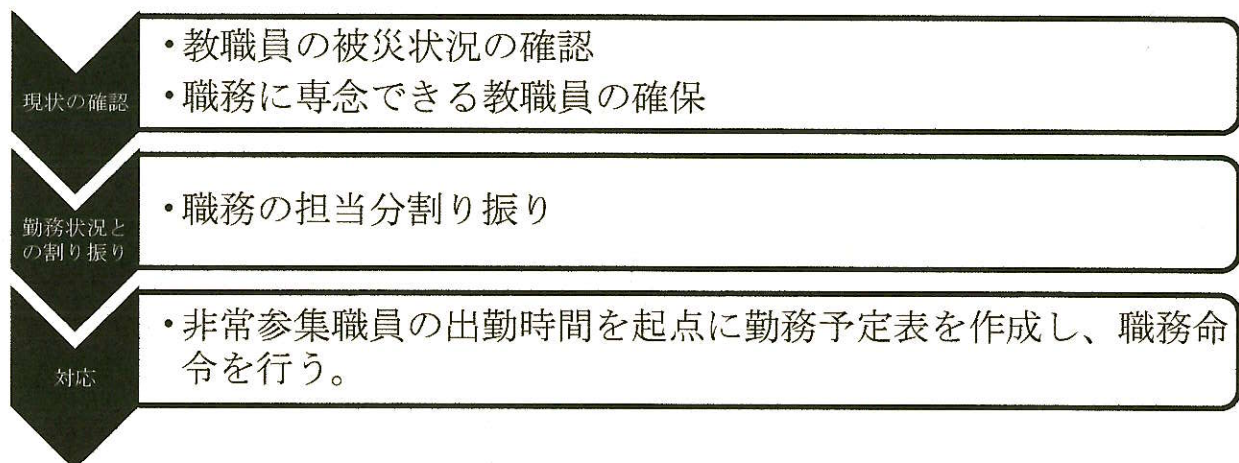 現状の確認
・教職員の被災状況の確認
・職務に専念できる教職員の確保
勤務状況と
の割り振り
・職務の担当分割り振り
対応
・非常参集職員の出勤時間を起点に勤務予定表を作成し、職務命
令を行う。